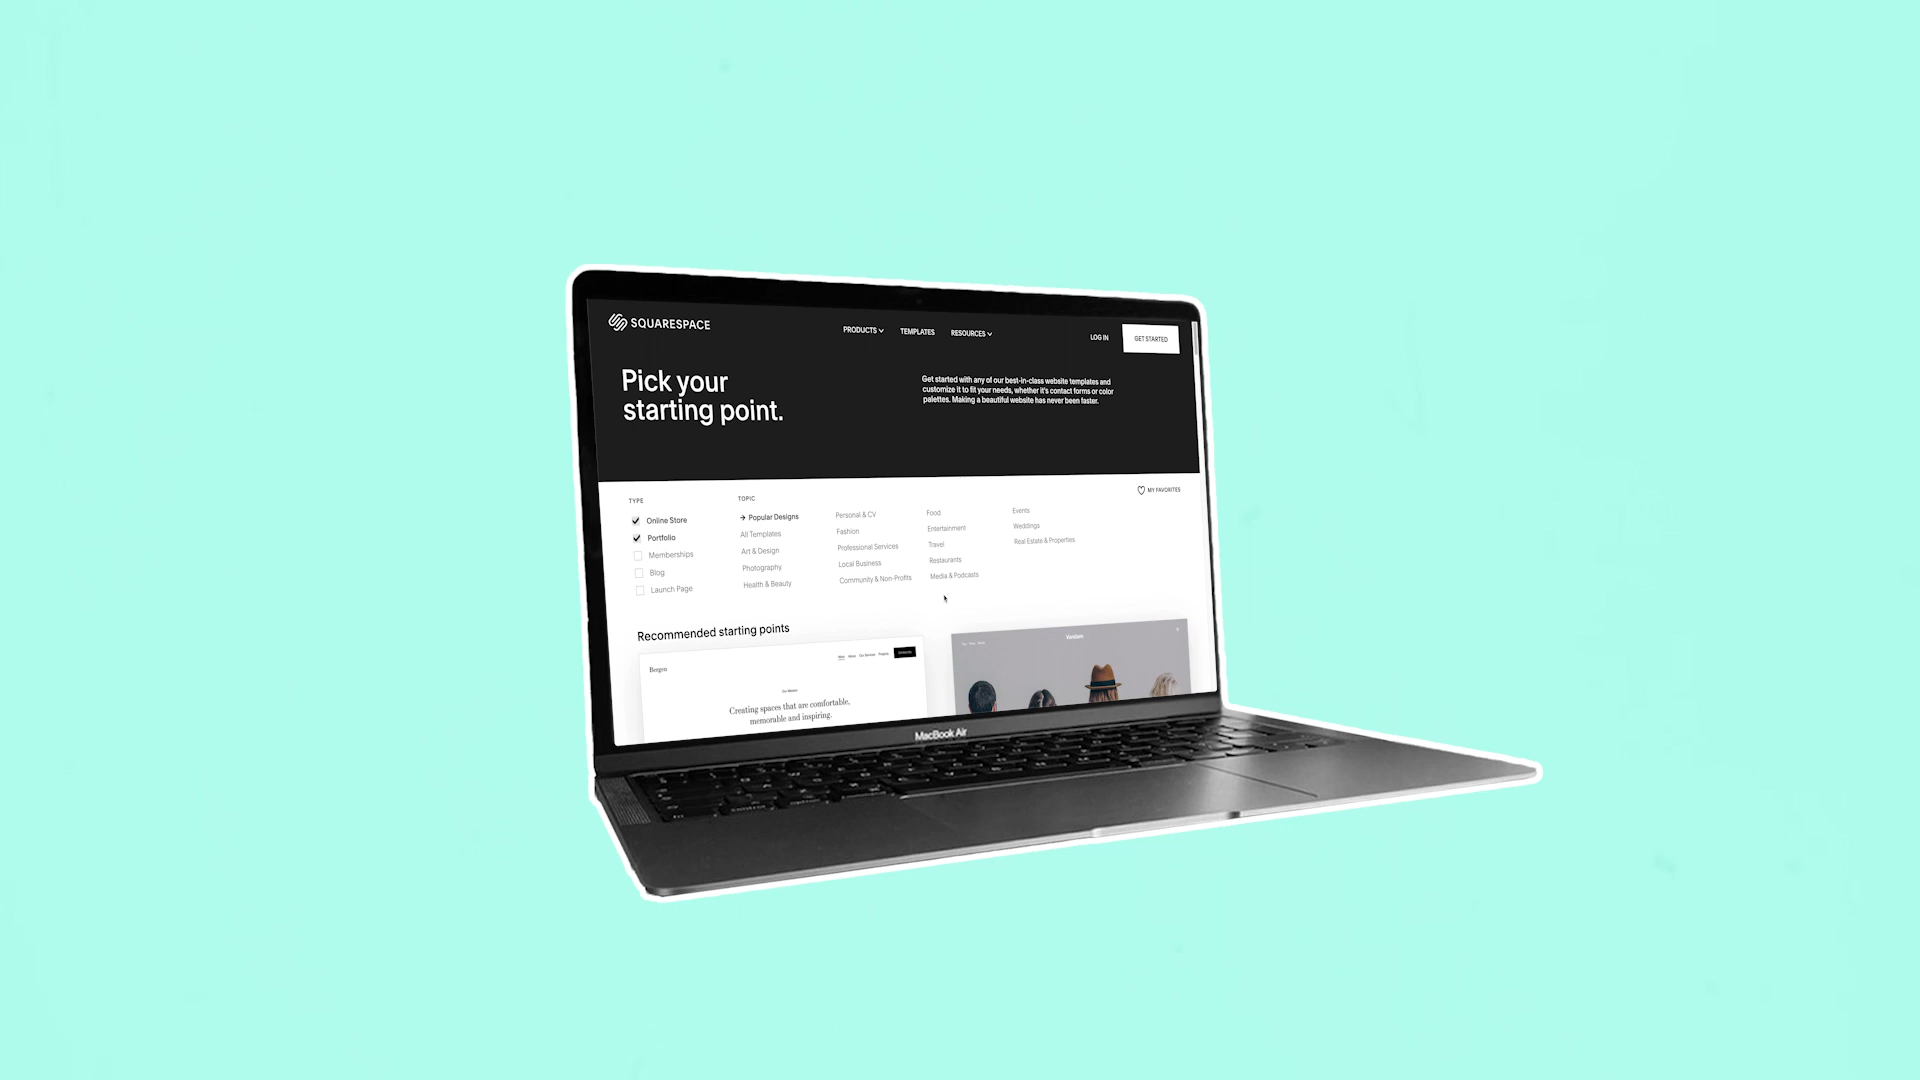 SQUARESPACE
PRODUCTS
TEMPLATES
RESOURCES
LOG IN
GET STARTED
Pick your
starting point.
Get started with any of our best-in-class website templates and
customize it to fit your needs, whether it's contact forms or color
palettes. Making a beautiful website has never been faster.
MY FAVORITES
TYPE
Online Store
Portfolio
Memberships
Blog
Launch Page
TOPIC
Popular Designs
All Templates
Art & Design
Photography
Health & Beauty
Personal & CV
Fashion
Professional Services
Local Business
Community & Non-Profits
Food
Entertainment
Travel
Restaurants
Media & Podcasts
Events
Weddings
Real Estate & Properties
Recommended starting points
Bergen
Our Mission
Creating spaces that are comfortable,
memorable and inspiring.
MacBook Air